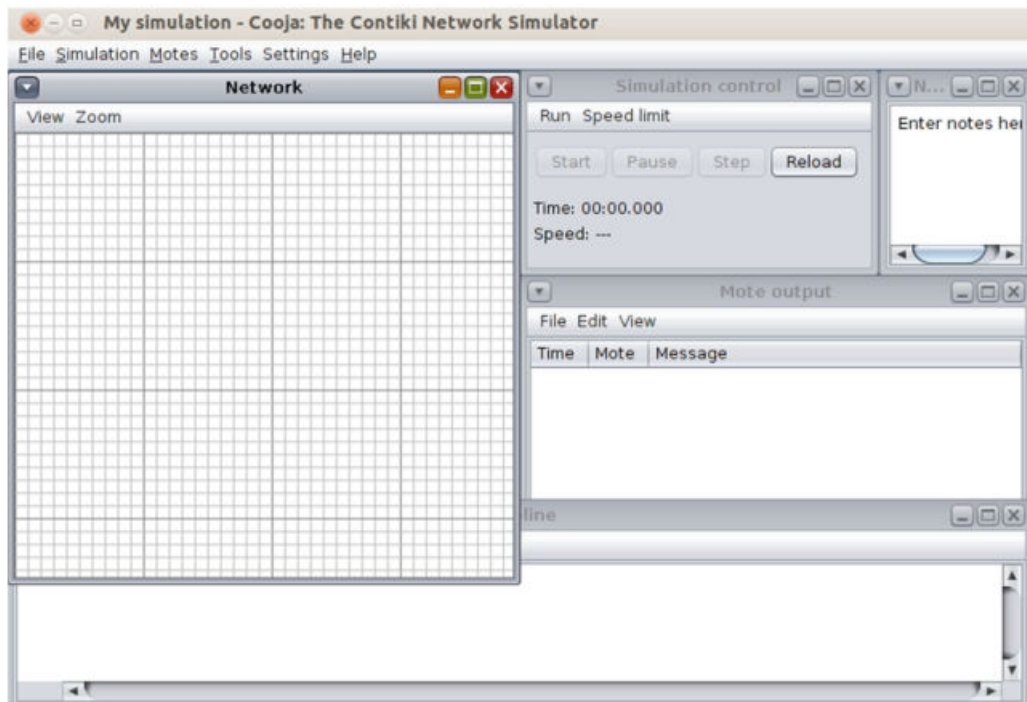 My simulation - Cooja: The Contiki Network Simulator
File Simulation Motes Tools Settings Help
Network
View Zoom
Simulation control
Run Speed limit
Start Pause Step Reload
Time: 00:00.000
Speed: ---
N...
Enter notes her
Mote output
File Edit View
Time Mote Message
line